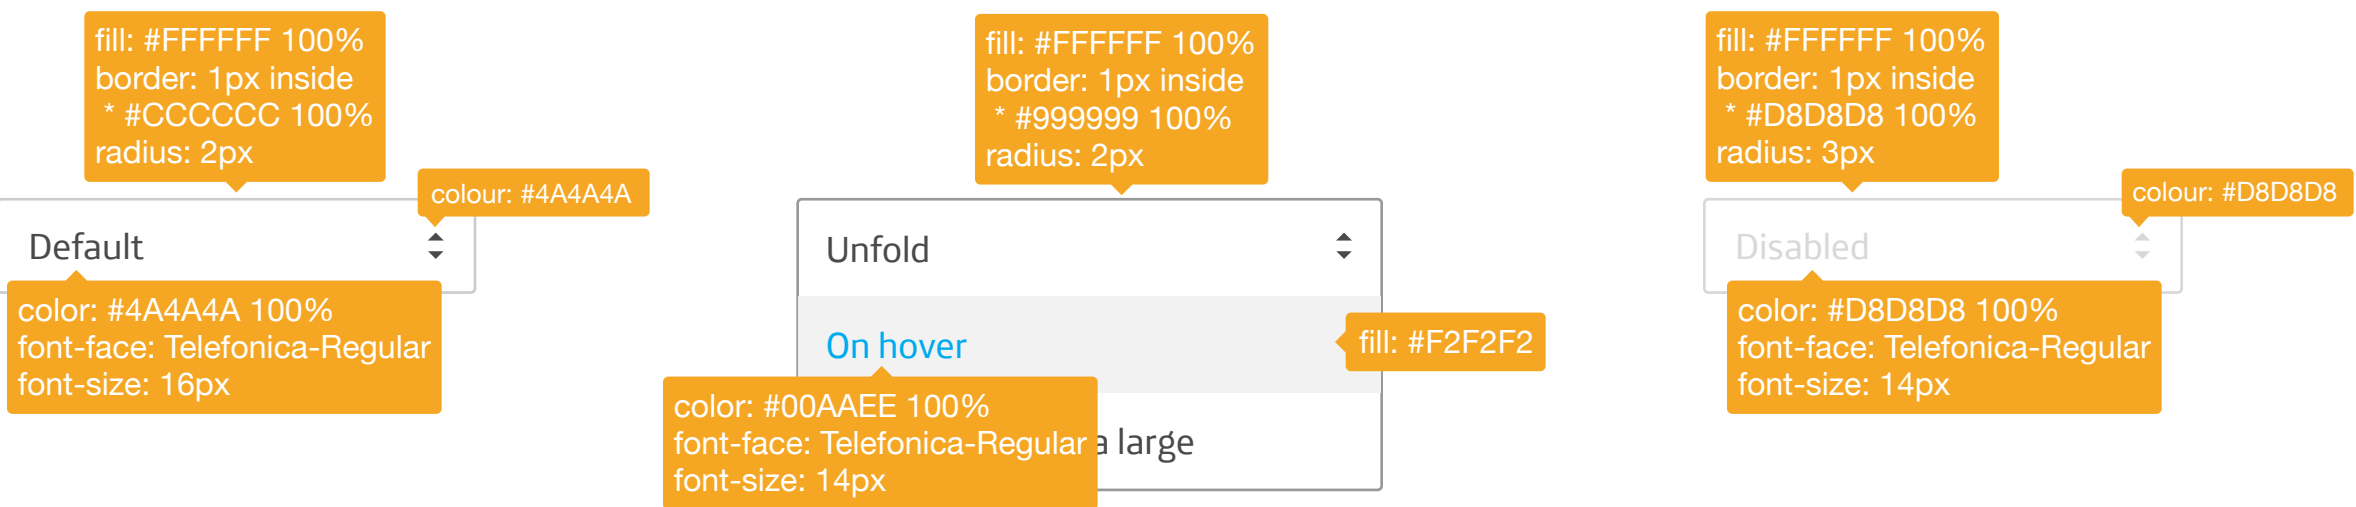 fill: #FFFFFF 100%
border: 1px inside
* #CCCCCC 100%
radius: 2px
colour: #4A4A4A
Default
color: #4A4A4A 100%
font-face: Telefonica-Regular
font-size: 16px
fill: #FFFFFF 100%
border: 1px inside
* #999999 100%
radius: 2px
Unfold
On hover
fill: #F2F2F2
color: #00AAEE 100%
font-face: Telefonica-Regular
font-size: 14px
a large
fill: #FFFFFF 100%
border: 1px inside
* #D8D8D8 100%
radius: 3px
colour: #D8D8D8
Disabled
color: #D8D8D8 100%
font-face: Telefonica-Regular
font-size: 14px